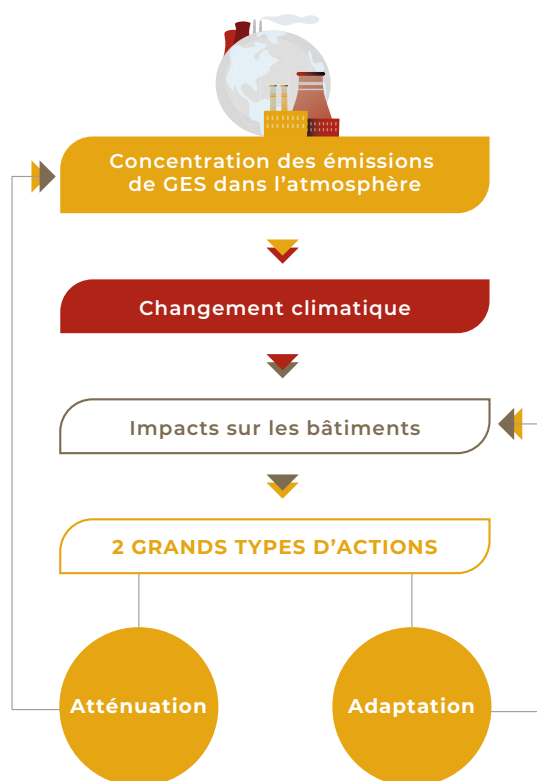 Concentration des émissions
de GES dans l’atmosphère
Changement climatique
Impacts sur les bâtiments
2 GRANDS TYPES D’ACTIONS
Atténuation
Adaptation